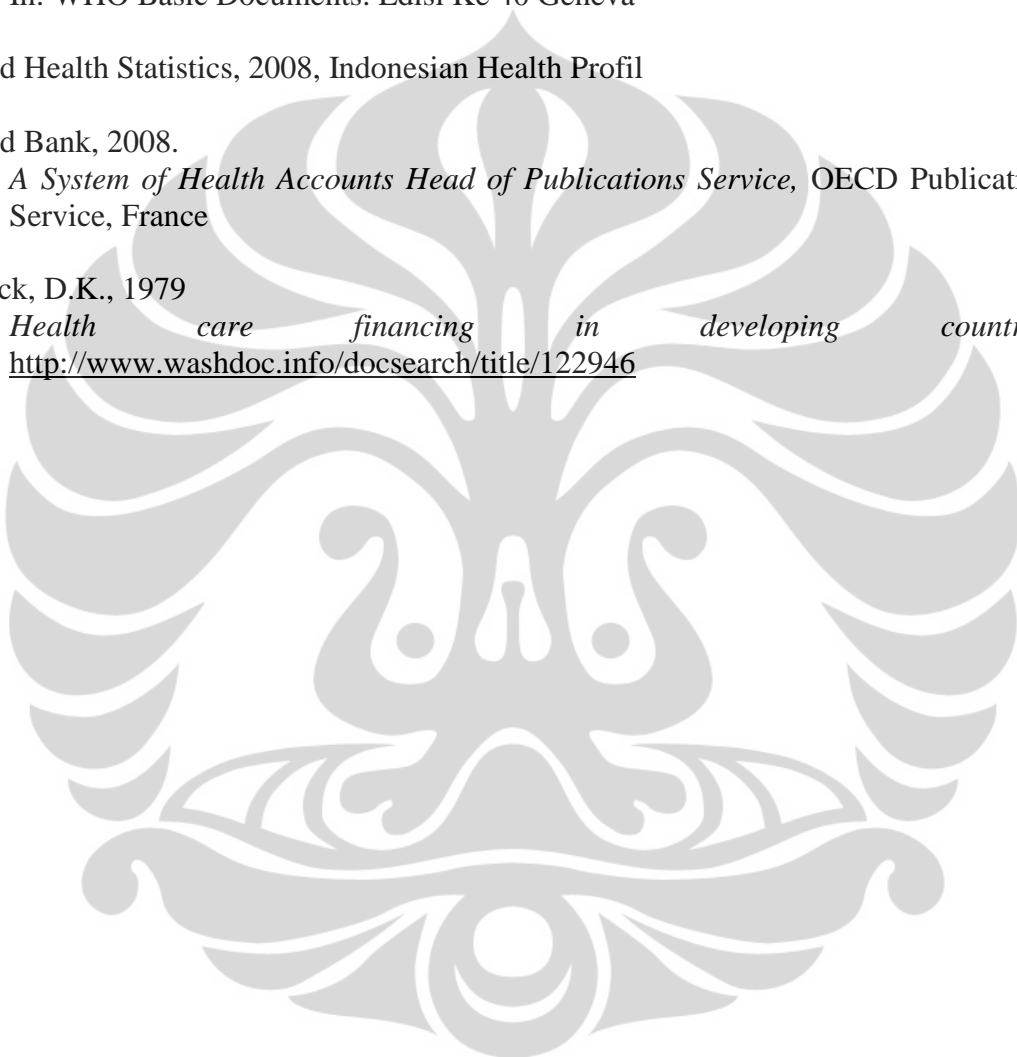 In: WHO Basic Documents. Edisi Ke 40 Geneva
d Health Statistics, 2008, Indonesian Health Profil
d Bank, 2008.
A System of Health Accounts Head of Publications Service, OECD Publicati
Service, France
ck, D.K., 1979
Health care financing in developing countr
http://www.washdoc.info/docsearch/title/122946